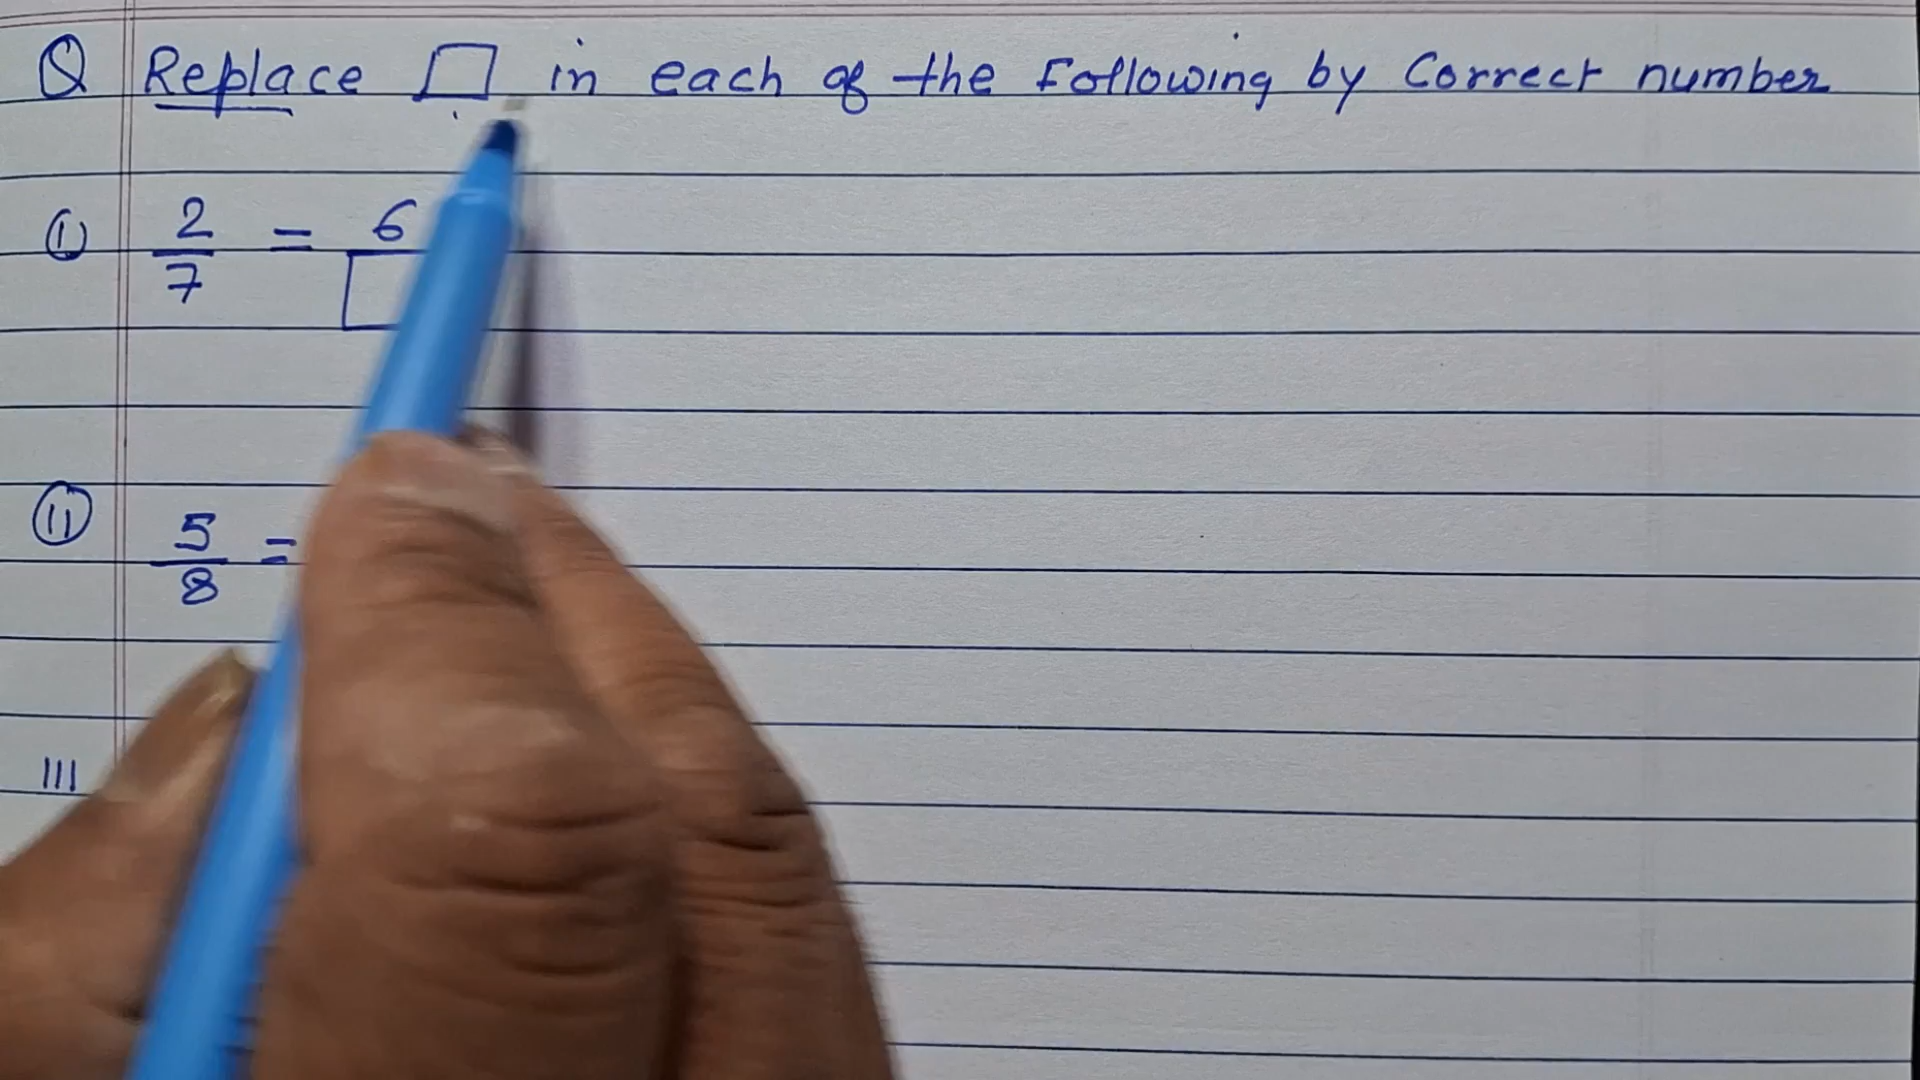 Q Replace □ in each of the Following by Correct number
(i) 2/7 = 6/□
(ii) 5/8 =
III